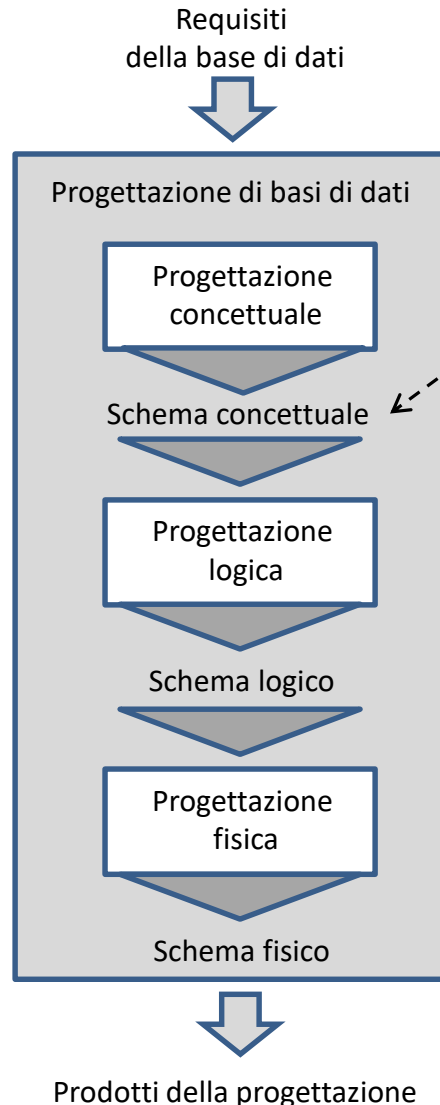 Requisiti
della base di dati
Progettazione di basi di dati
Progettazione
concettuale
Schema concettuale
Progettazione
logica
Schema logico
Progettazione
fisica
Schema fisico
Prodotti della progettazione